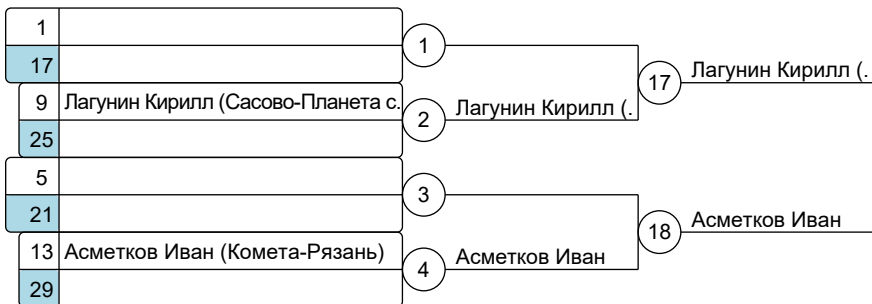 1
1
17
17
Лагунин Кирилл (.
9 Лагунин Кирилл (Сасово-Планета с.
2
Лагунин Кирилл (.
25
5
3
21
18
Асметков Иван
13 Асметков Иван (Комета-Рязань)
4
Асметков Иван
29